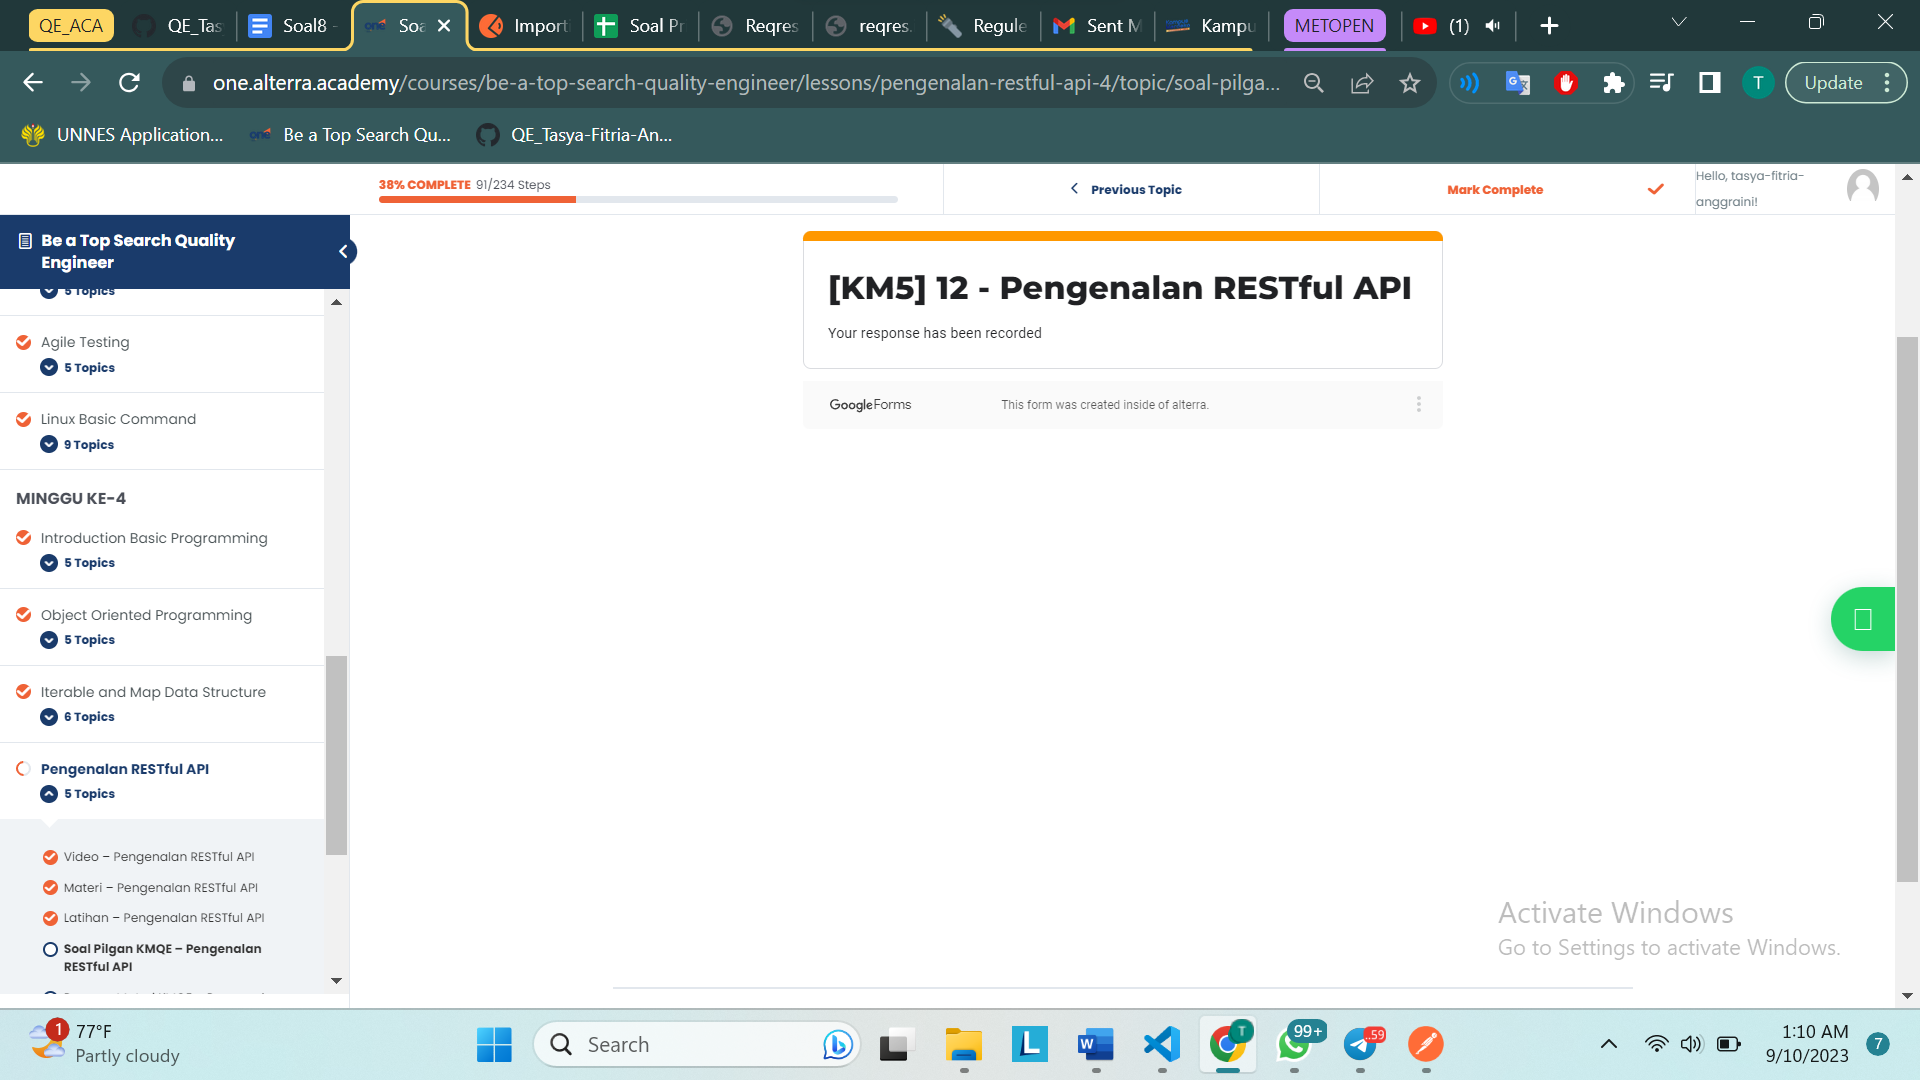 QE_ACA
QE_Tas
Soal8 -
Soa
Importi
Soal Pr
Reqres
reqres.
Regule
Sent M
Kampu
METOPEN
(1)
one.alterra.academy/courses/be-a-top-search-quality-engineer/lessons/pengenalan-restful-api-4/topic/soal-pilga...
T
Update
UNNES Application...
one
Be a Top Search Qu...
QE_Tasya-Fitria-An...
38% COMPLETE 91/234 Steps
Previous Topic
Mark Complete
Hello, tasya-fitria-
anggraini!
Be a Top Search Quality
Engineer
5 Topics
Agile Testing
5 Topics
Linux Basic Command
9 Topics
MINGGU KE-4
Introduction Basic Programming
5 Topics
Object Oriented Programming
5 Topics
Iterable and Map Data Structure
6 Topics
Pengenalan RESTful API
5 Topics
Video – Pengenalan RESTful API
Materi – Pengenalan RESTful API
Latihan – Pengenalan RESTful API
Soal Pilgan KMQE – Pengenalan
RESTful API
[KM5] 12 - Pengenalan RESTful API
Your response has been recorded
Google Forms
This form was created inside of alterra.
Activate Windows
Go to Settings to activate Windows.
1
77°F
Partly cloudy
Search
L
W
T
99+
..59
1:10 AM
9/10/2023
7